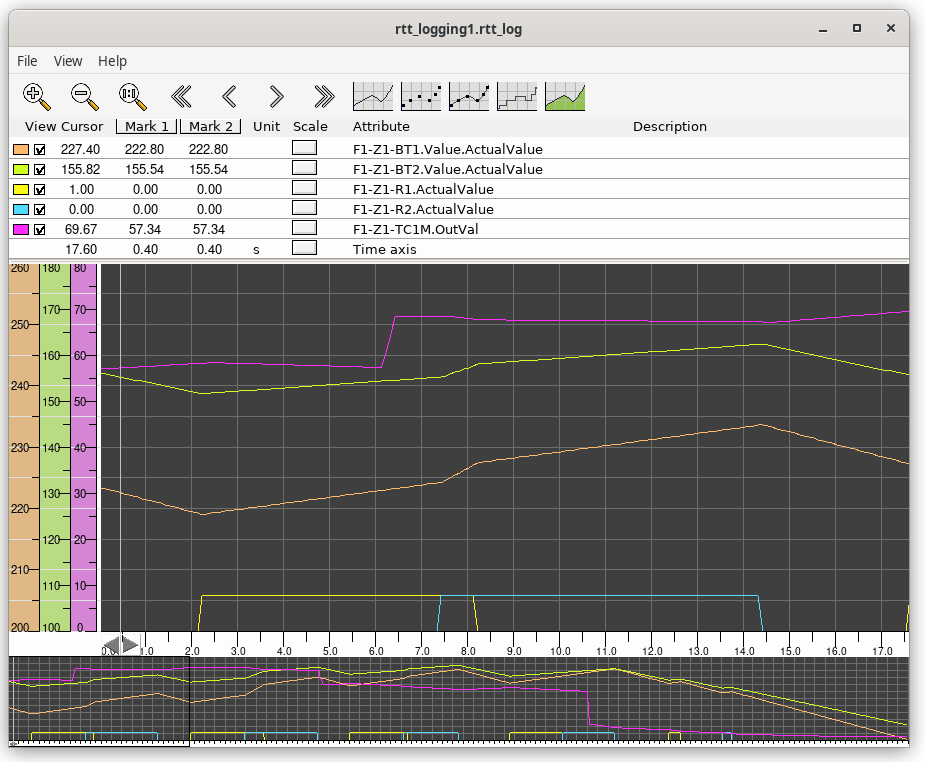 rtt_logging1.rtt_log
File View Help
View Cursor Mark 1 Mark 2 Unit Scale Attribute Description
227.40 222.80 222.80 F1-Z1-BT1.Value.ActualValue
155.82 155.54 155.54 F1-Z1-BT2.Value.ActualValue
1.00 0.00 0.00 F1-Z1-R1.ActualValue
0.00 0.00 0.00 F1-Z1-R2.ActualValue
69.67 57.34 57.34 F1-Z1-TC1M.OutVal
17.60 0.40 0.40 s Time axis
260 180 80
170 70
250
160 60
240
150 50
230 140 40
130 30
220
120 20
210
110 10
200 100 0
0.0 1.0 2.0 3.0 4.0 5.0 6.0 7.0 8.0 9.0 10.0 11.0 12.0 13.0 14.0 15.0 16.0 17.0